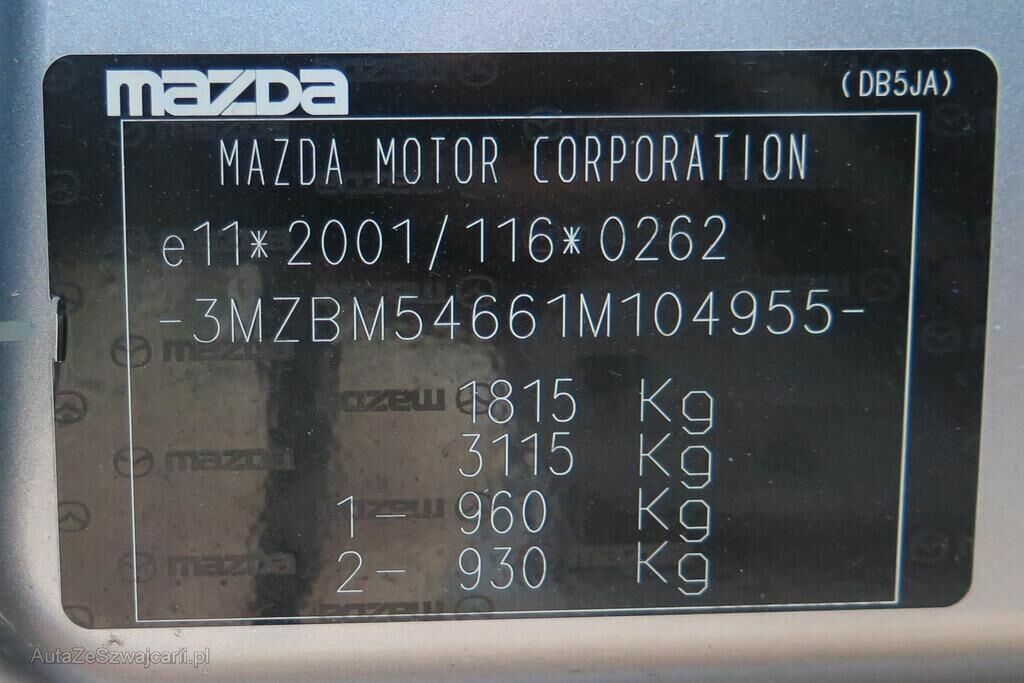 mazda
(DB5JA)
MAZDA MOTOR CORPORATION
e11*2001/116*0262
-3MZBM54661M104955-
1815 Kg
3115 Kg
1- 960 Kg
2- 930 Kg
AutaZeSzwajcarii.pl